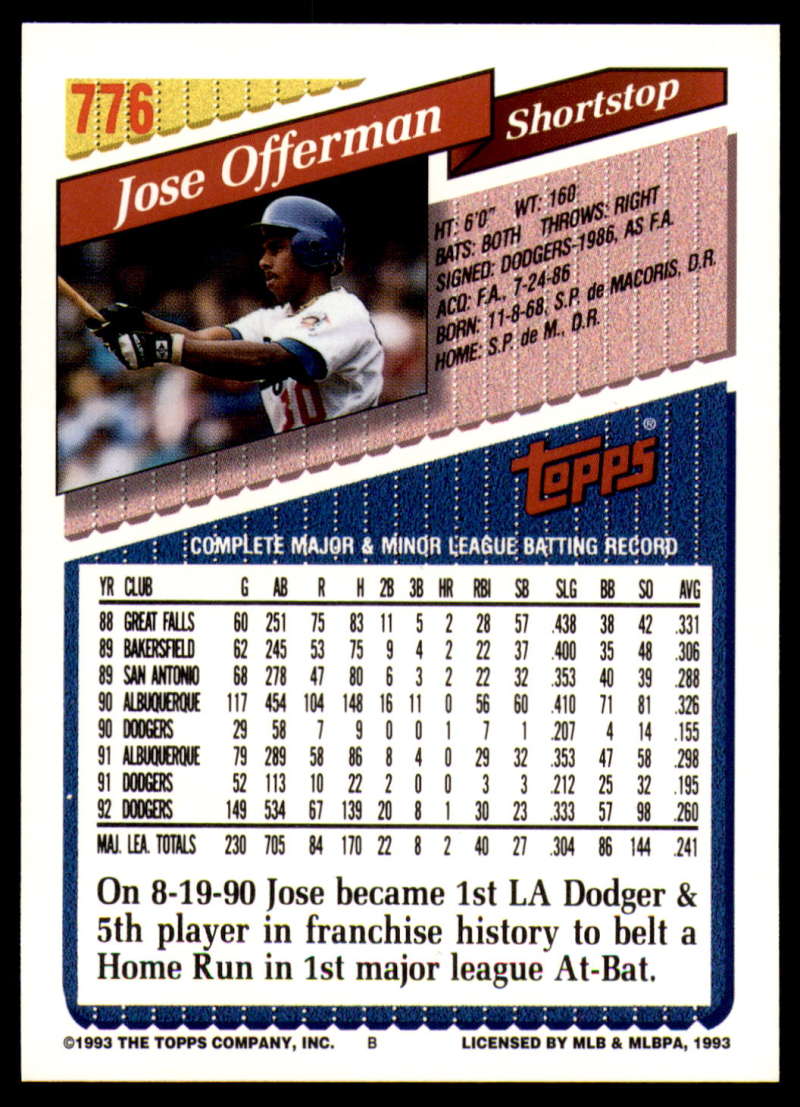 776
Jose Offerman
Shortstop
HT: 6'0" WT: 160
BATS: BOTH THROWS: RIGHT
SIGNED: DODGERS-1986, AS F.A.
ACQ: F.A., 7-24-86
BORN: 11-8-68, S.P. de MACORIS, D.R.
HOME: S.P. de M., D.R.
10
TOPPS®
COMPLETE MAJOR & MINOR LEAGUE BATTING RECORD
YR CLUB G AB R H 2B 3B HR RBI SB SLG BB SO AVG
88 GREAT FALLS 60 251 75 83 11 5 2 28 57 .438 38 42 .331
89 BAKERSFIELD 62 245 53 75 9 4 2 22 37 .400 35 48 .306
89 SAN ANTONIO 68 278 47 80 6 3 2 22 32 .353 40 39 .288
90 ALBUQUERQUE 117 454 104 148 16 11 0 56 60 .410 71 81 .326
90 DODGERS 29 58 7 9 0 0 1 7 1 .207 4 14 .155
91 ALBUQUERQUE 79 289 58 86 8 4 0 29 32 .353 47 58 .298
91 DODGERS 52 113 10 22 2 0 0 3 3 .212 25 32 .195
92 DODGERS 149 534 67 139 20 8 1 30 23 .333 57 98 .260
MAJ. LEA. TOTALS 230 705 84 170 22 8 2 40 27 .304 86 144 .241
On 8-19-90 Jose became 1st LA Dodger &
5th player in franchise history to belt a
Home Run in 1st major league At-Bat.
©1993 THE TOPPS COMPANY, INC. B LICENSED BY MLB & MLBPA, 1993